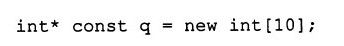 int* const q = new int[10];